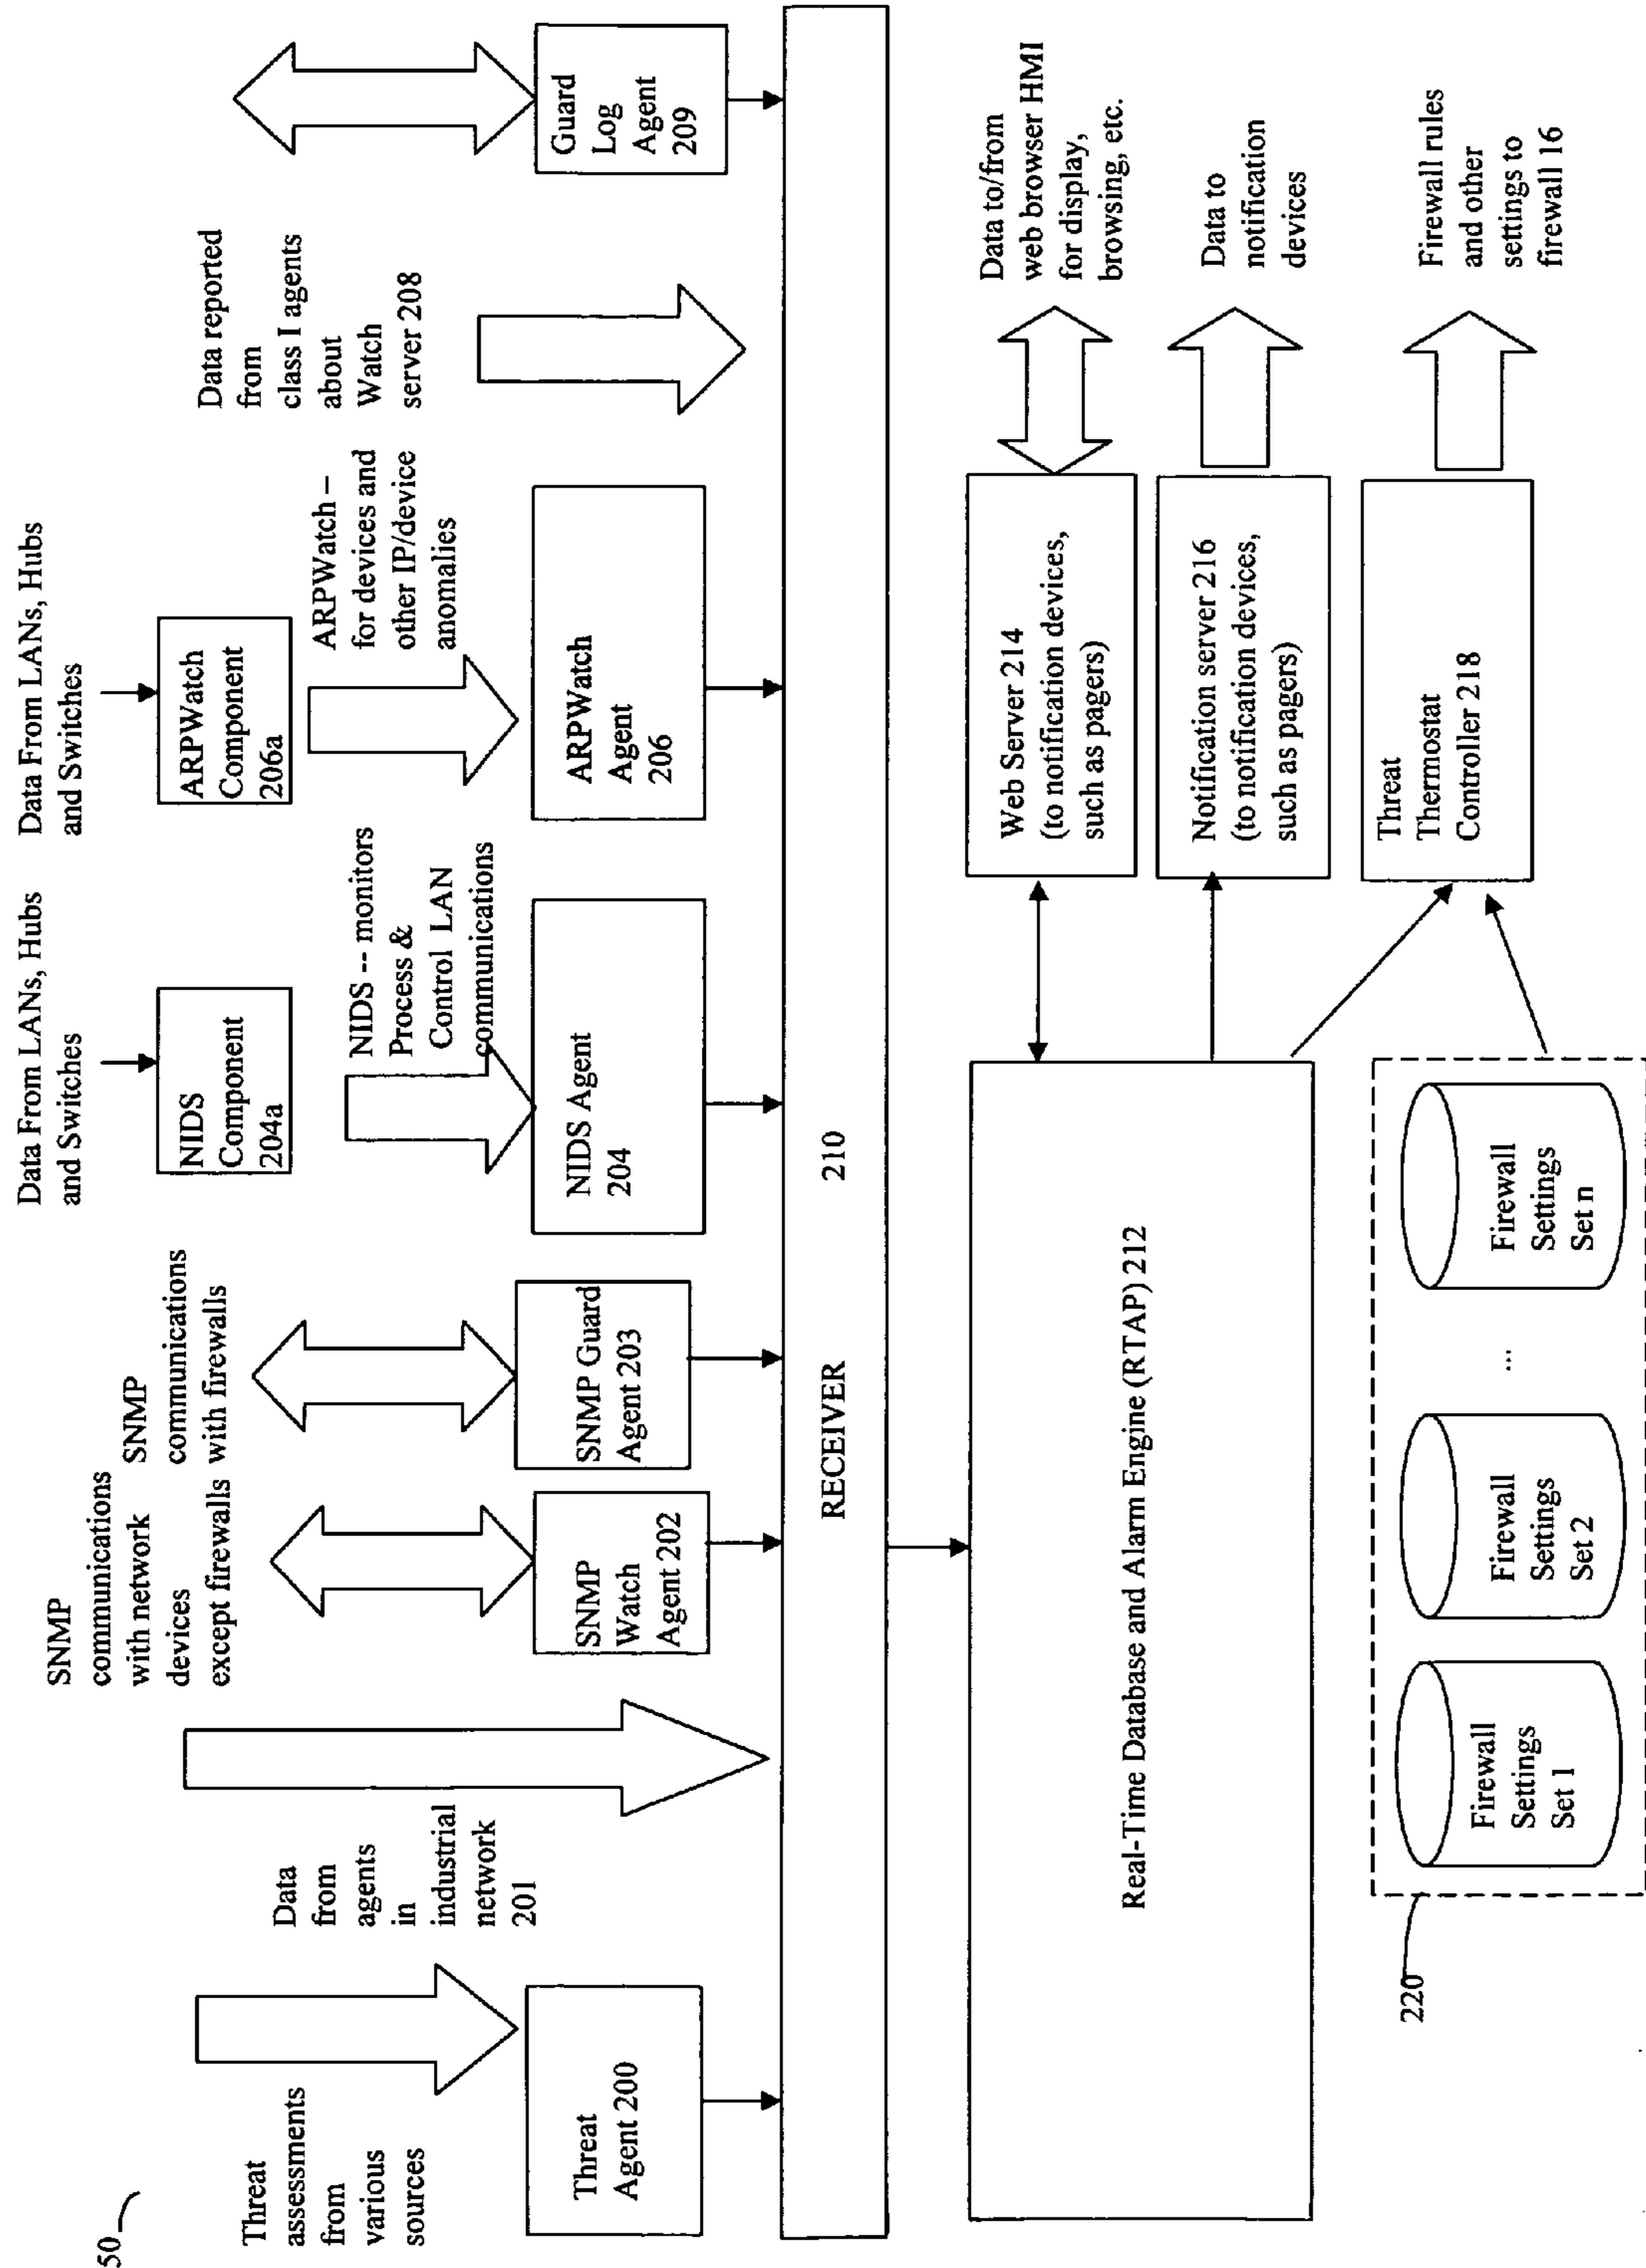 50
Threat
assessments
from
various
sources
Threat
Agent 200
Data
from
agents
in
industrial
network
201
SNMP
communications
with network
devices
except firewalls
SNMP
Watch
Agent 202
SNMP
communications
with firewalls
SNMP Guard
Agent 203
Data From LANs, Hubs
and Switches
NIDS
Component
204a
NIDS -- monitors
Process &
Control LAN
communications
NIDS Agent
204
Data From LANs, Hubs
and Switches
ARPWatch
Component
206a
ARPWatch –
for devices and
other IP/device
anomalies
ARPWatch
Agent
206
Data reported
from
class I agents
about
Watch
server 208
Guard
Log
Agent
209
RECEIVER 210
Real-Time Database and Alarm Engine (RTAP) 212
Web Server 214
(to notification devices,
such as pagers)
Data to/from
web browser HMI
for display,
browsing, etc.
Notification server 216
(to notification devices,
such as pagers)
Data to
notification
devices
Threat
Thermostat
Controller 218
Firewall rules
and other
settings to
firewall 16
220
Firewall
Settings
Set 1
Firewall
Settings
Set 2
...
Firewall
Settings
Set n